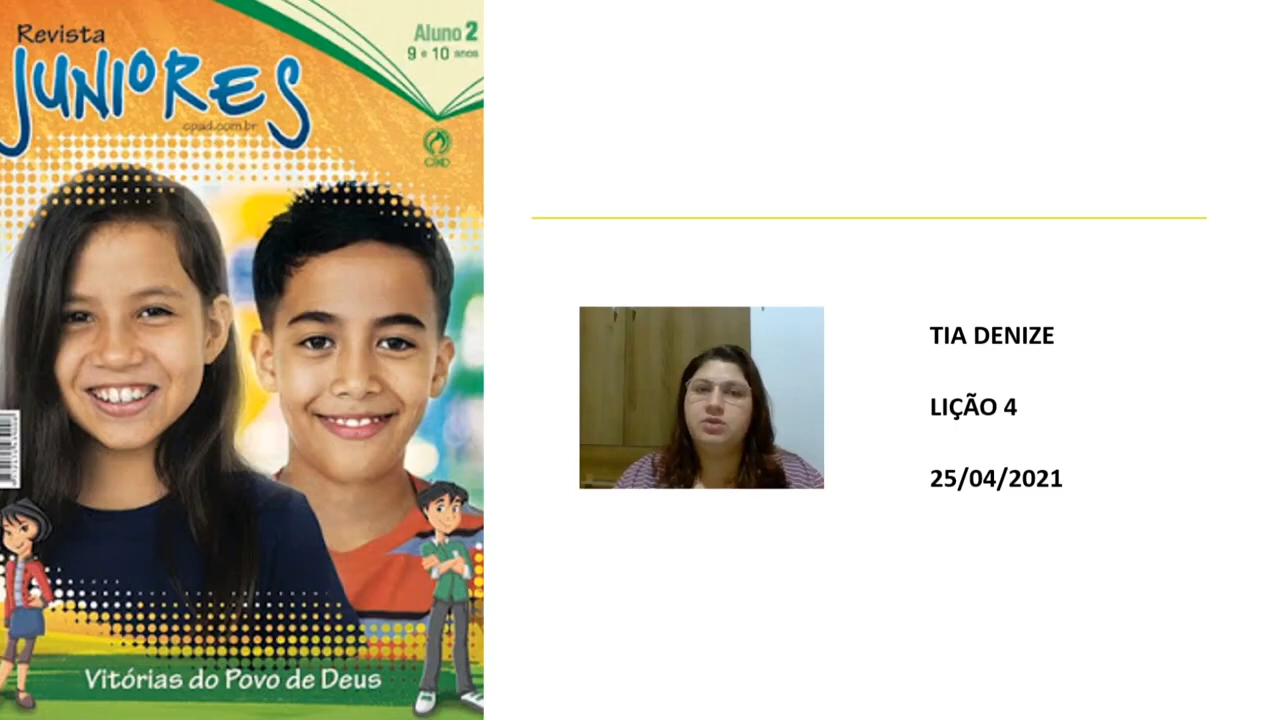 Revista
JUNIORES
cpad.com.br
Aluno 2
9 e 10 anos
CPAD
Vitórias do Povo de Deus
TIA DENIZE
LIÇÃO 4
25/04/2021